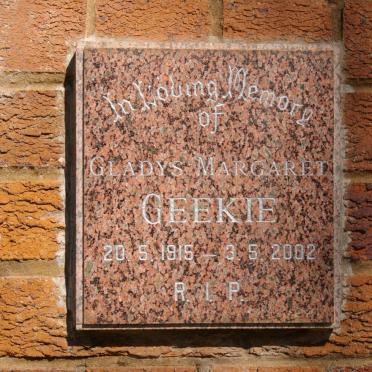 In Loving Memory
of
GLADYS MARGARET
GEEKIE
20.5.1915 – 3.5.2002
R.I.P.